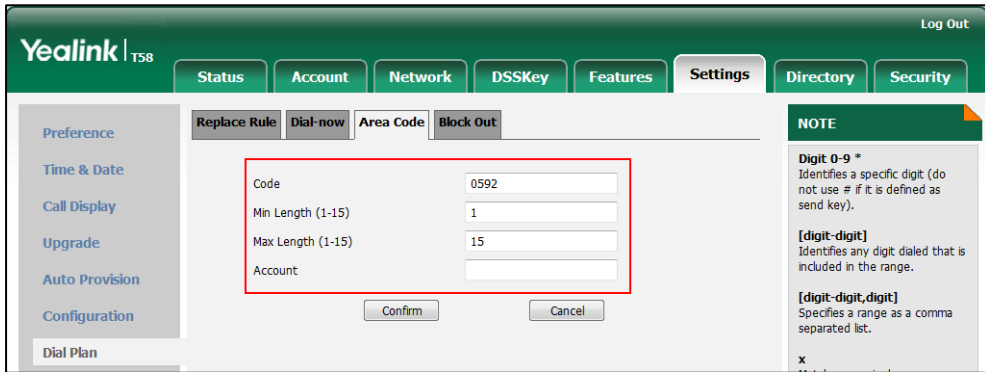 Log Out
Yealink T58
Status Account Network DSSKey Features Settings Directory Security
Preference
Time & Date
Call Display
Upgrade
Auto Provision
Configuration
Dial Plan
Replace Rule Dial-now Area Code Block Out
Code 0592
Min Length (1-15) 1
Max Length (1-15) 15
Account
Confirm Cancel
NOTE
Digit 0-9 *
Identifies a specific digit (do
not use # if it is defined as
send key).
[digit-digit]
Identifies any digit dialed that is
included in the range.
[digit-digit,digit]
Specifies a range as a comma
separated list.
x